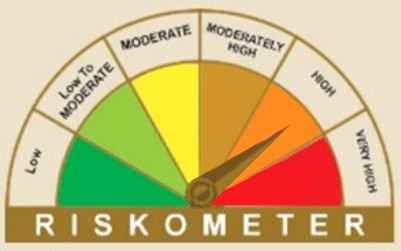 Low
Low To
MODERATE
MODERATE
MODERATELY
HIGH
HIGH
VERY HIGH
RISKOMETER